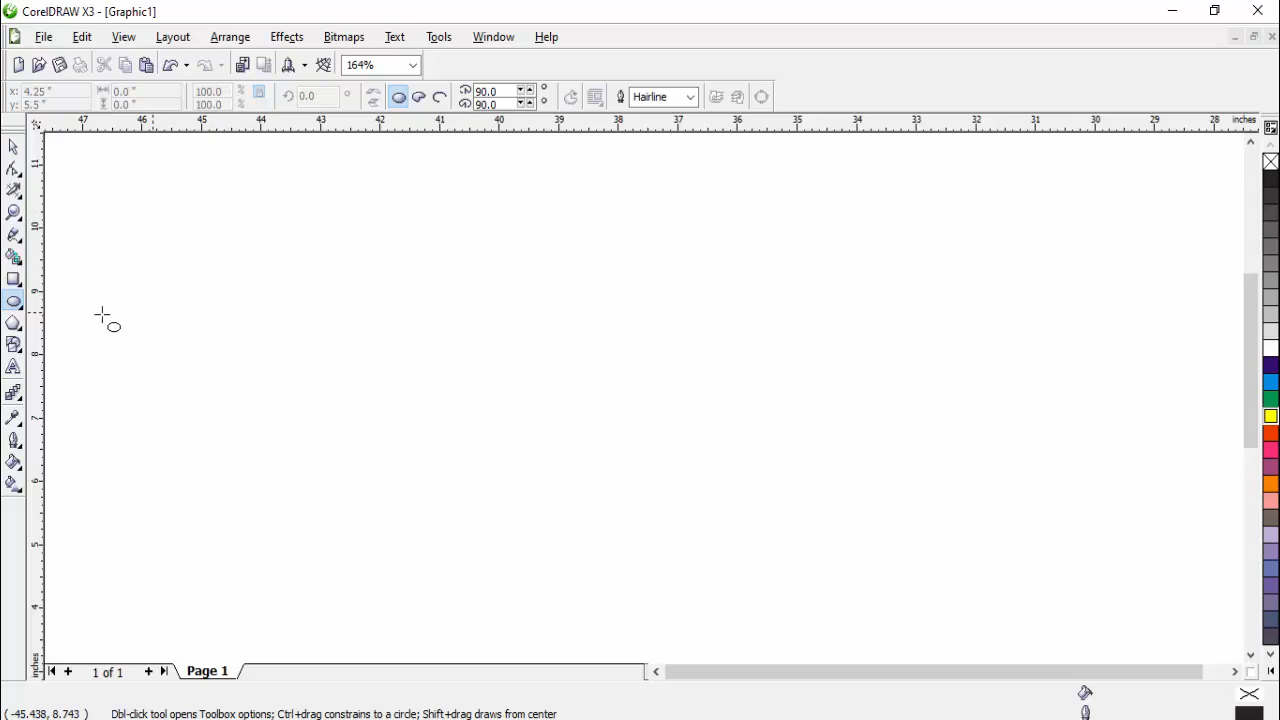 CorelDRAW X3 - [Graphic1]
File Edit View Layout Arrange Effects Bitmaps Text Tools Window Help
164%
x: 4.25 " 0.0 " 100.0 % 0.0 ° 90.0 ° Hairline
y: 5.5 " 0.0 " 100.0 % 90.0 °
47 46 45 44 43 42 41 40 39 38 37 36 35 34 33 32 31 30 29 28 inches
11
10
9
8
7
6
5
4
inches
1 of 1 Page 1
( -45.438, 8.743 ) Dbl-click tool opens Toolbox options; Ctrl+drag constrains to a circle; Shift+drag draws from center